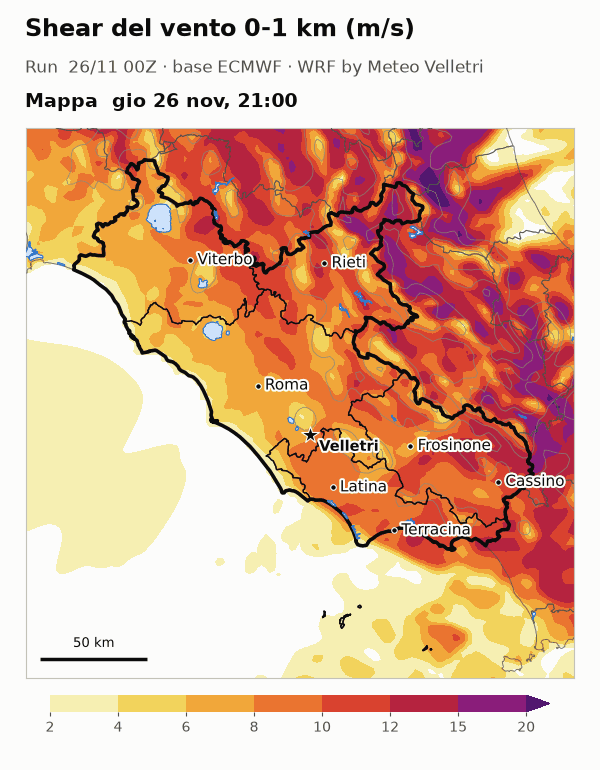 Shear del vento 0-1 km (m/s)
Run  26/11 00Z · base ECMWF · WRF by Meteo Velletri
Mappa  gio 26 nov, 21:00
Viterbo
Rieti
Roma
Velletri
Frosinone
Latina
Cassino
Terracina
50 km
2 4 6 8 10 12 15 20